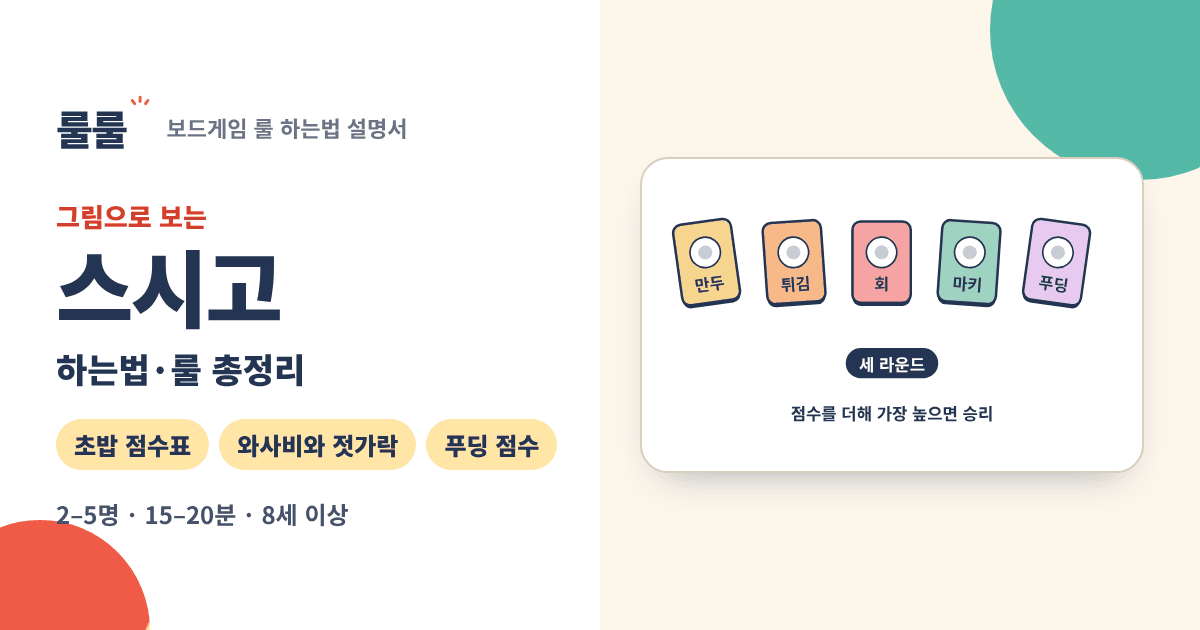 룰룰 보드게임 룰 하는법 설명서
그림으로 보는
스시고
하는법·룰 총정리
초밥 점수표 와사비와 젓가락 푸딩 점수
2–5명 · 15–20분 · 8세 이상
만두 튀김 회 마키 푸딩
세 라운드
점수를 더해 가장 높으면 승리